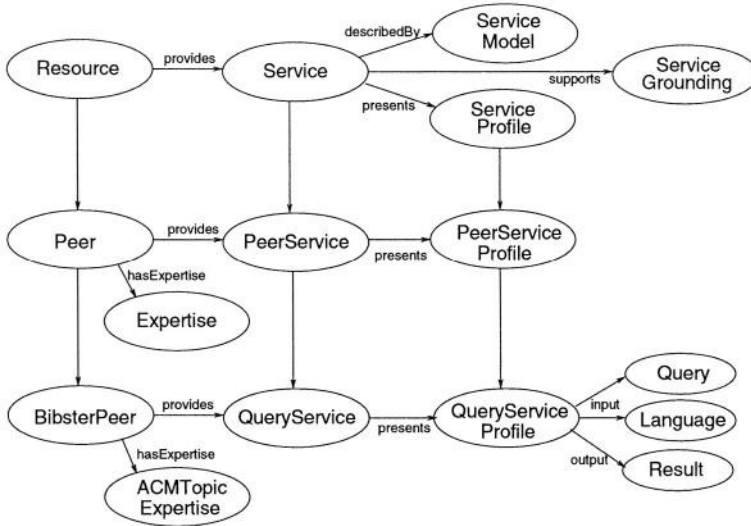 describedBy
Service
Model
Resource
provides
Service
supports
Service
Grounding
presents
Service
Profile
Peer
provides
PeerService
presents
PeerService
Profile
hasExpertise
Expertise
Query
BibsterPeer
provides
QueryService
presents
QueryService
Profile
input
Language
hasExpertise
output
Result
ACMTopic
Expertise